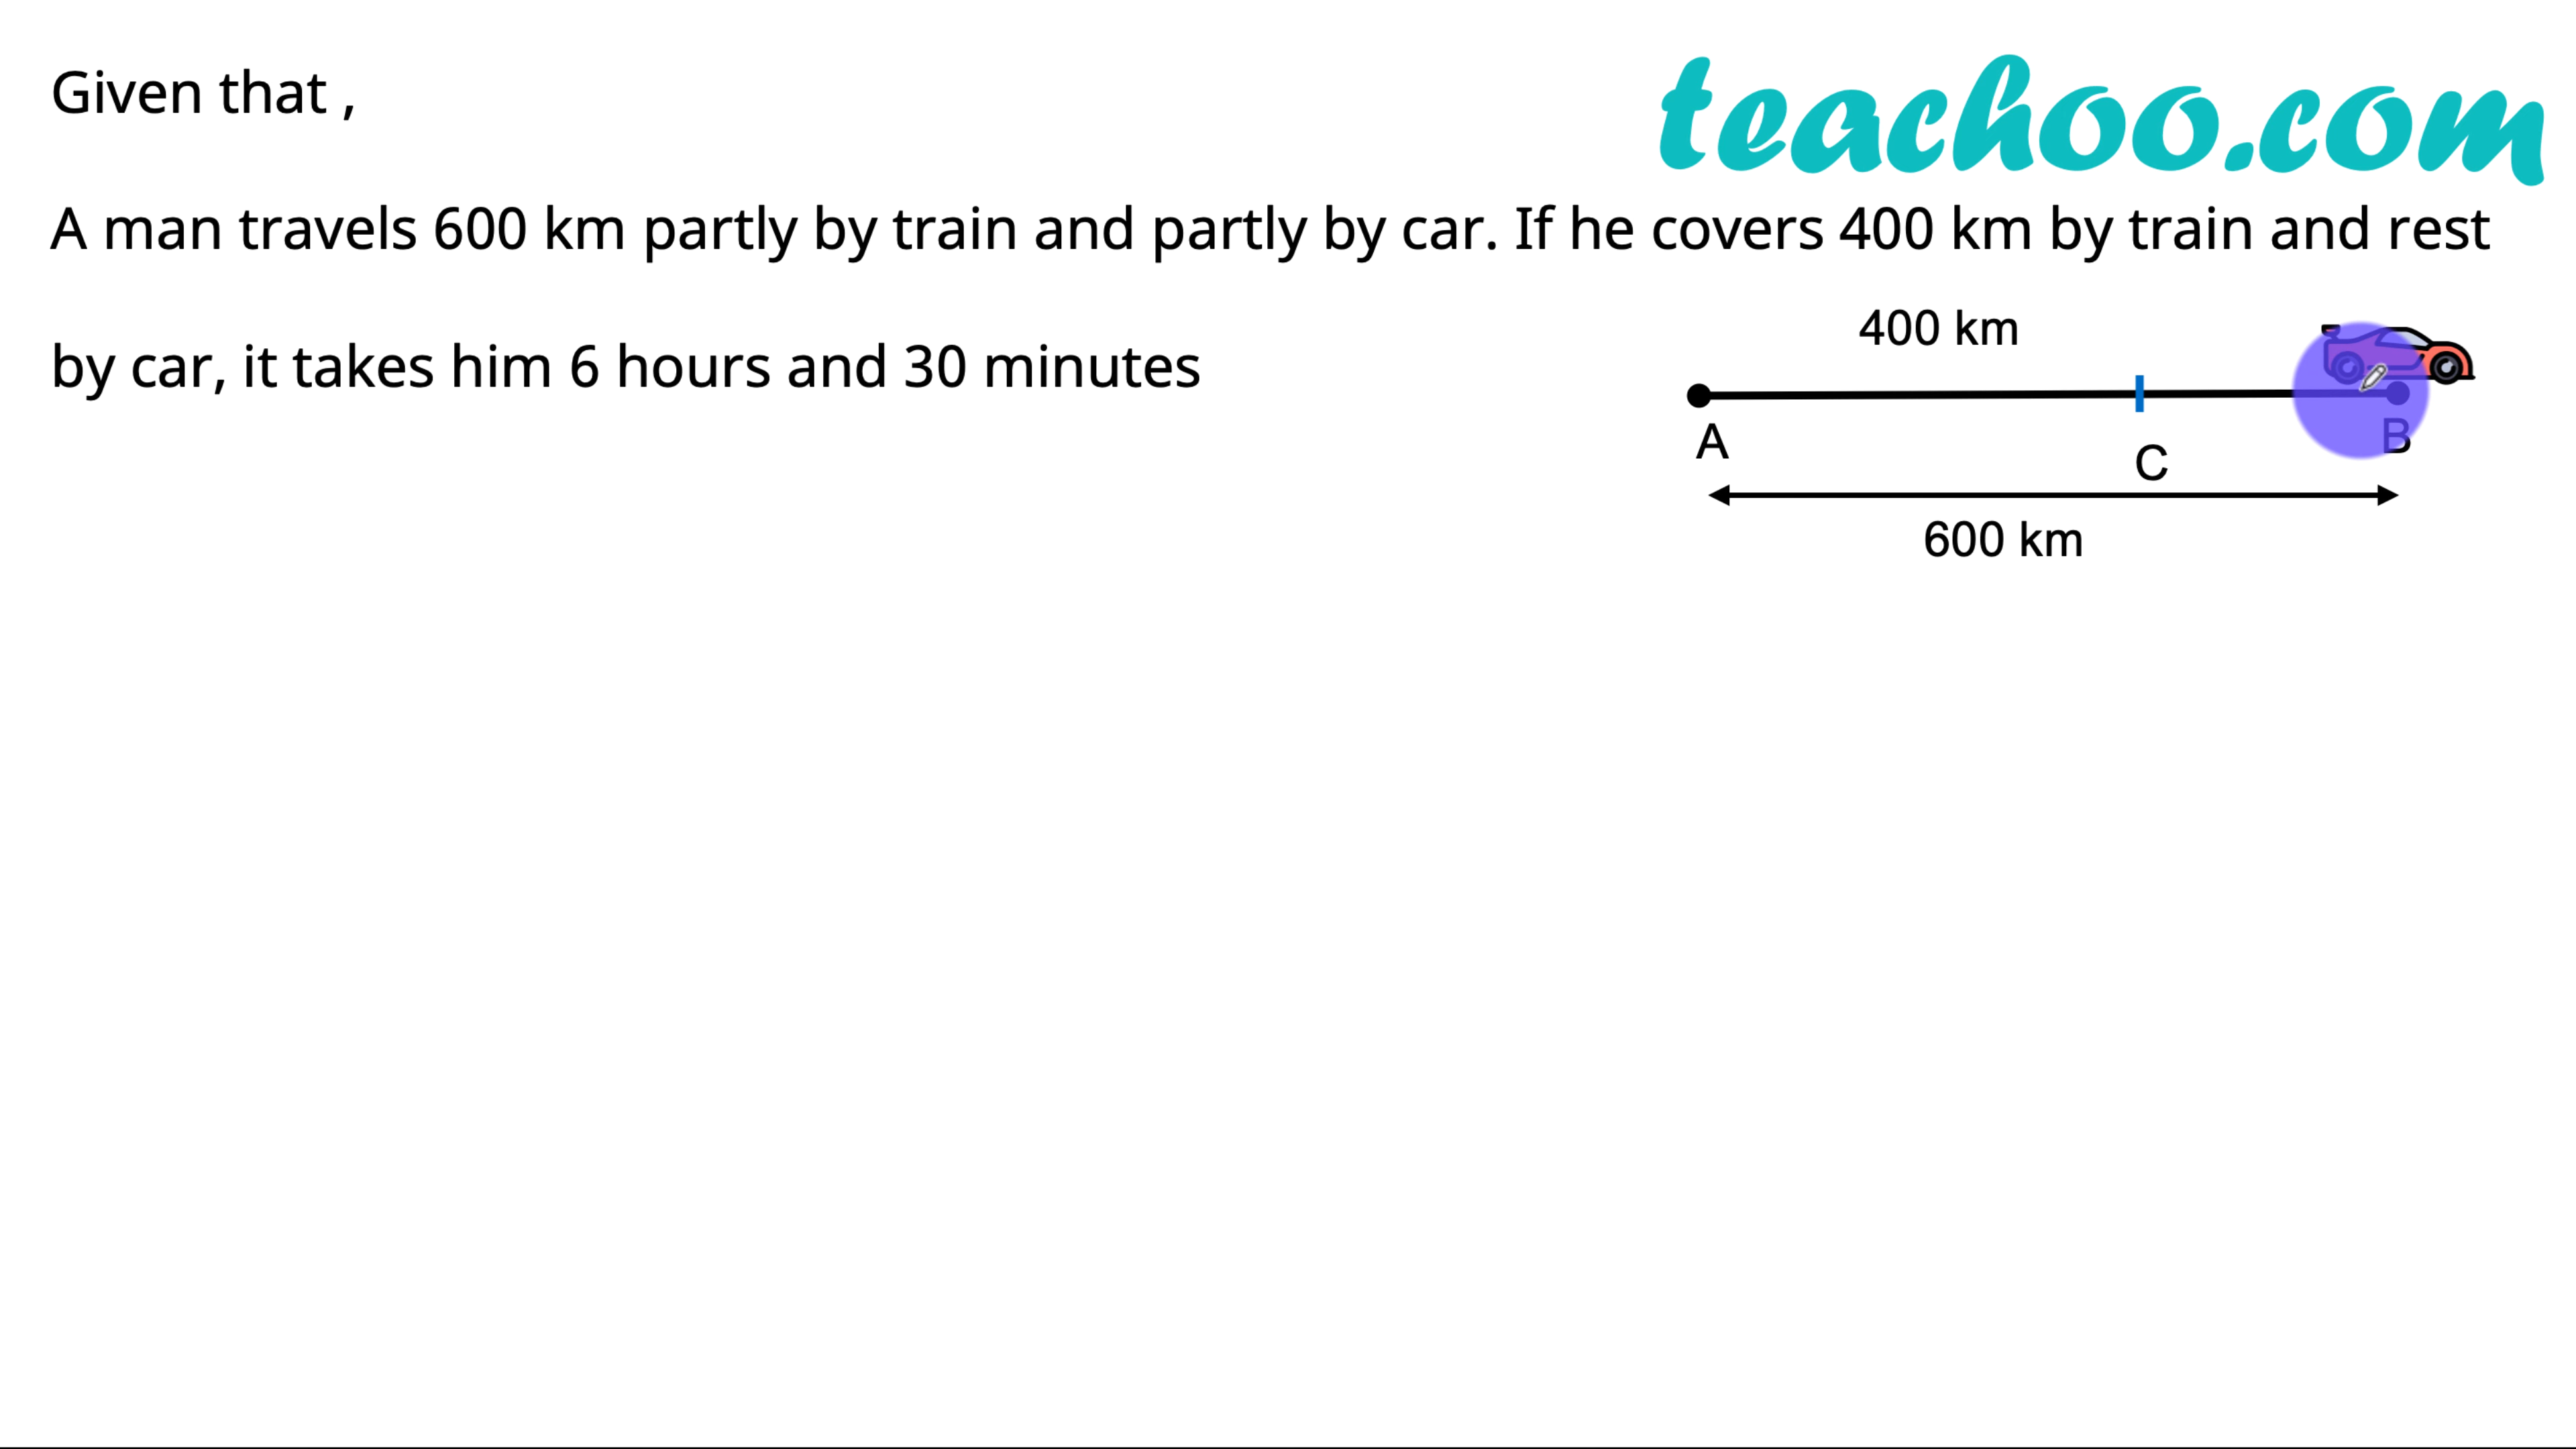 Given that ,
teachoo.com
A man travels 600 km partly by train and partly by car. If he covers 400 km by train and rest
by car, it takes him 6 hours and 30 minutes
400 km
A
B
C
600 km